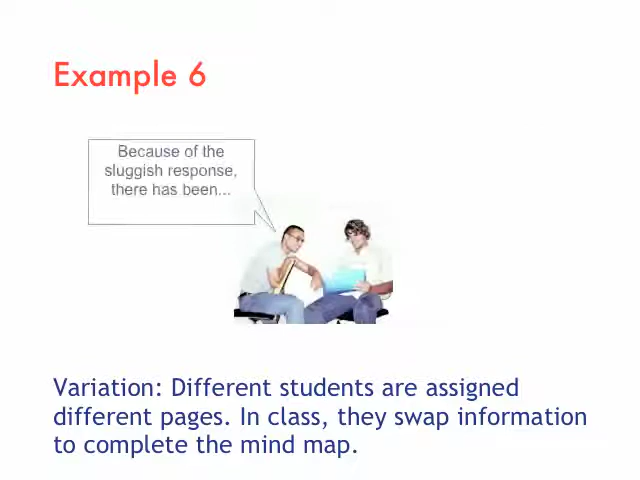 Example 6
Because of the
sluggish response,
there has been...
Variation: Different students are assigned
different pages. In class, they swap information
to complete the mind map.